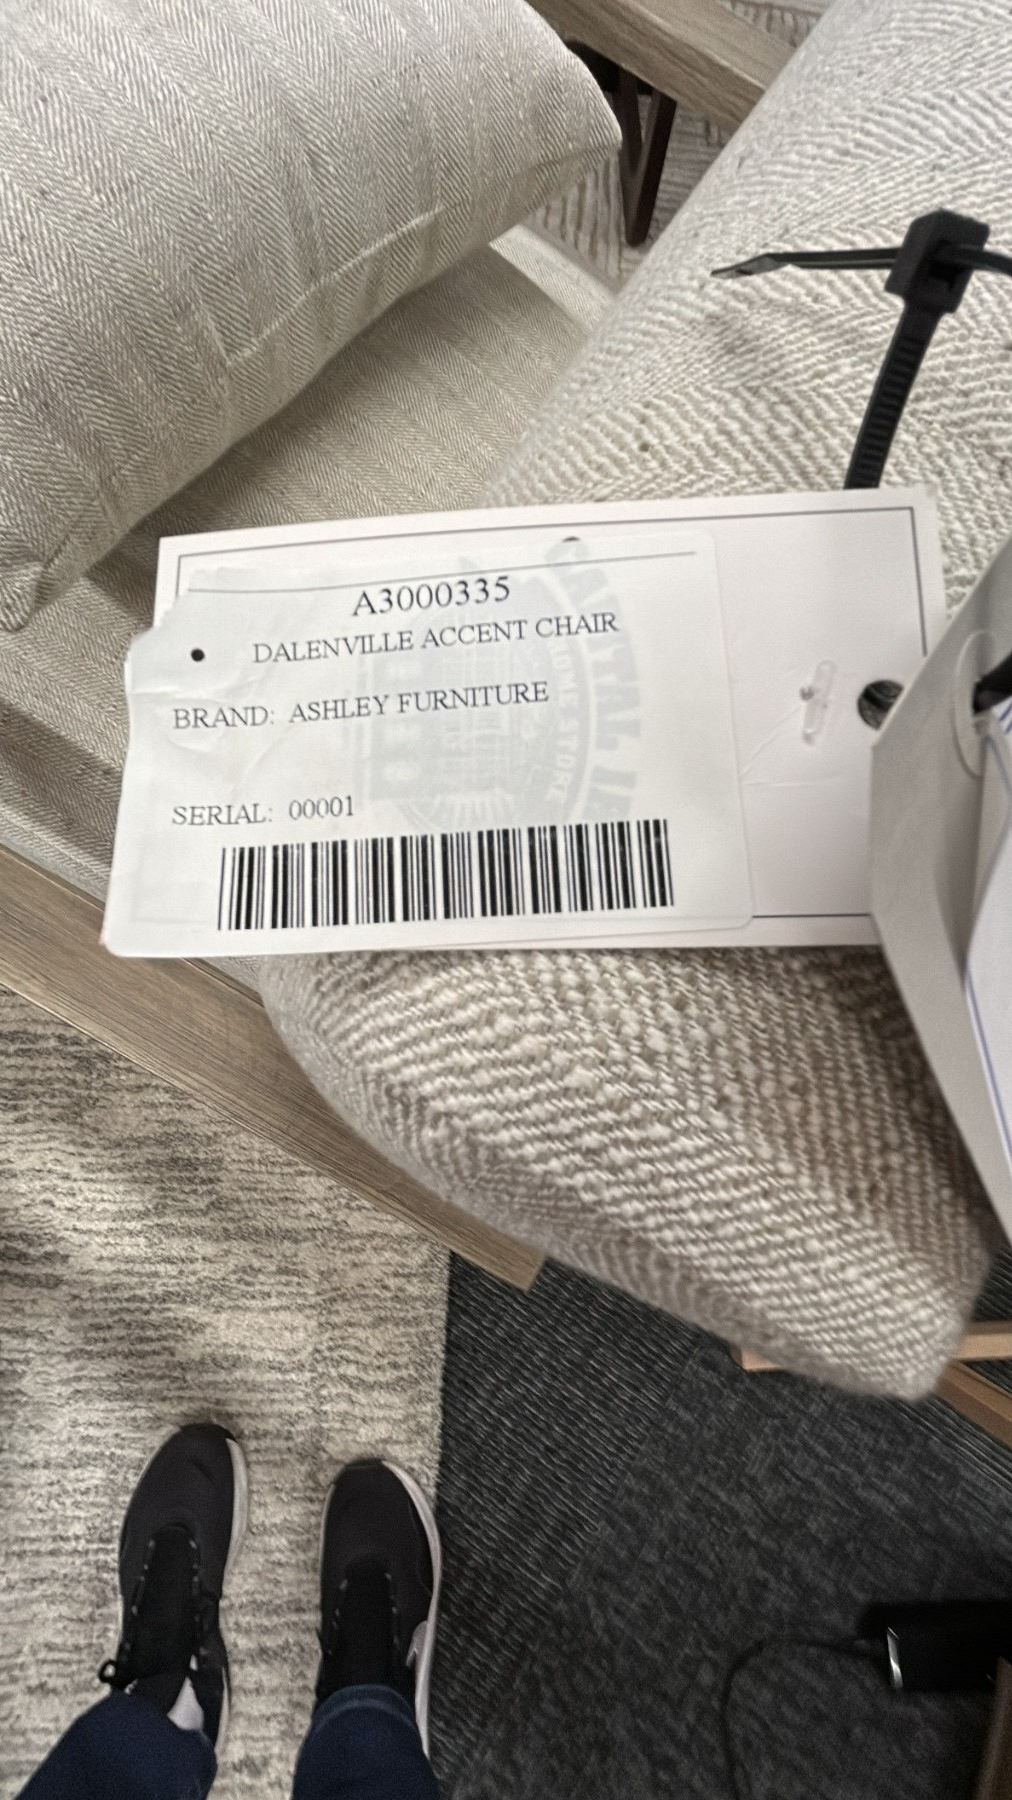 A3000335
DALENVILLE ACCENT CHAIR
BRAND: ASHLEY FURNITURE
SERIAL: 00001